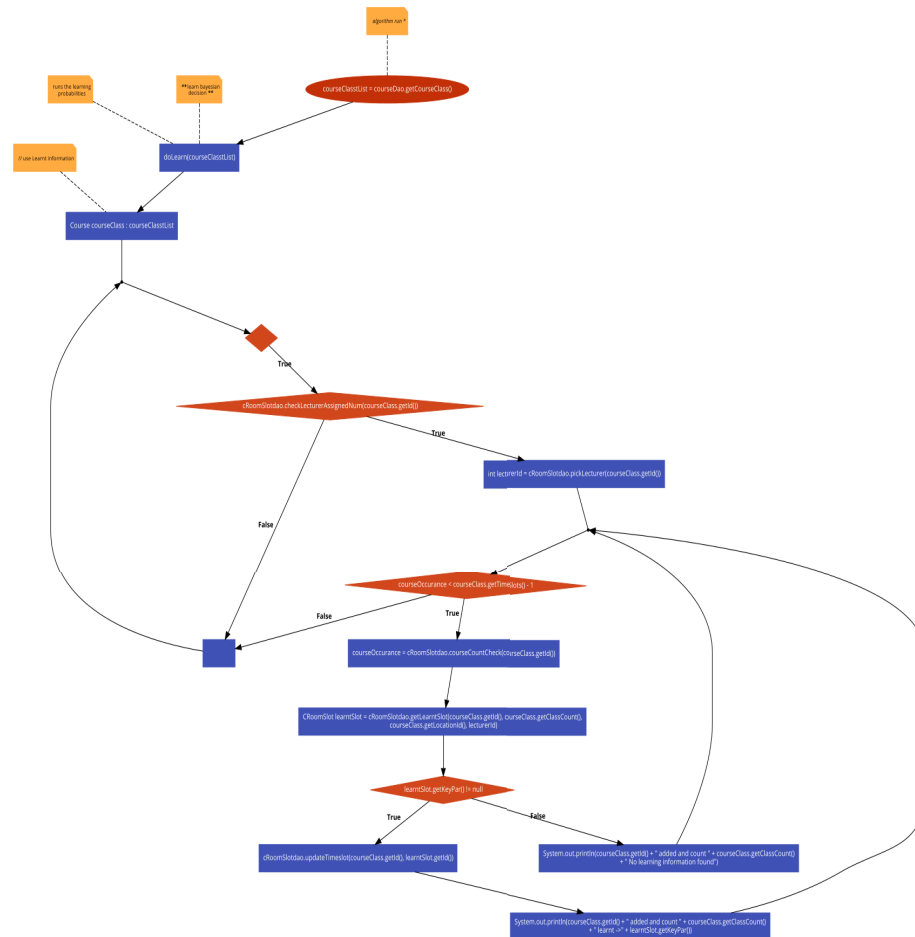 algorithm run *
courseClasstList = courseDao.getCourseClass()
runs the learning
probabilities
**learn bayesian
decision **
doLearn(courseClasstList)
// use Learnt information
Course courseClass : courseClasstList
True
cRoomSlotdao.checkLecturerAssignedNum(courseClass.getId())
True
int lectorerId = cRoomSlotdao.pickLecturer(courseClass.getId())
False
courseOccurance < courseClass.getTimeslots() - 1
False
True
courseOccurance = cRoomSlotdao.courseCountCheck(courseClass.getId())
CRoomSlot learntSlot = cRoomSlotdao.getLearntSlot(courseClass.getId(), courseClass.getClassCount(),
courseClass.getLocationId(), lecturerId)
learntSlot.getKeyPar() != null
True
False
cRoomSlotdao.updateTimeslot(courseClass.getId(), learntSlot.getId())
System.out.println(courseClass.getId() + " added and count " + courseClass.getClassCount()
+ " No learning information found")
System.out.println(courseClass.getId() + " added and count " + courseClass.getClassCount()
+ " learnt ->" + learntSlot.getKeyPar())